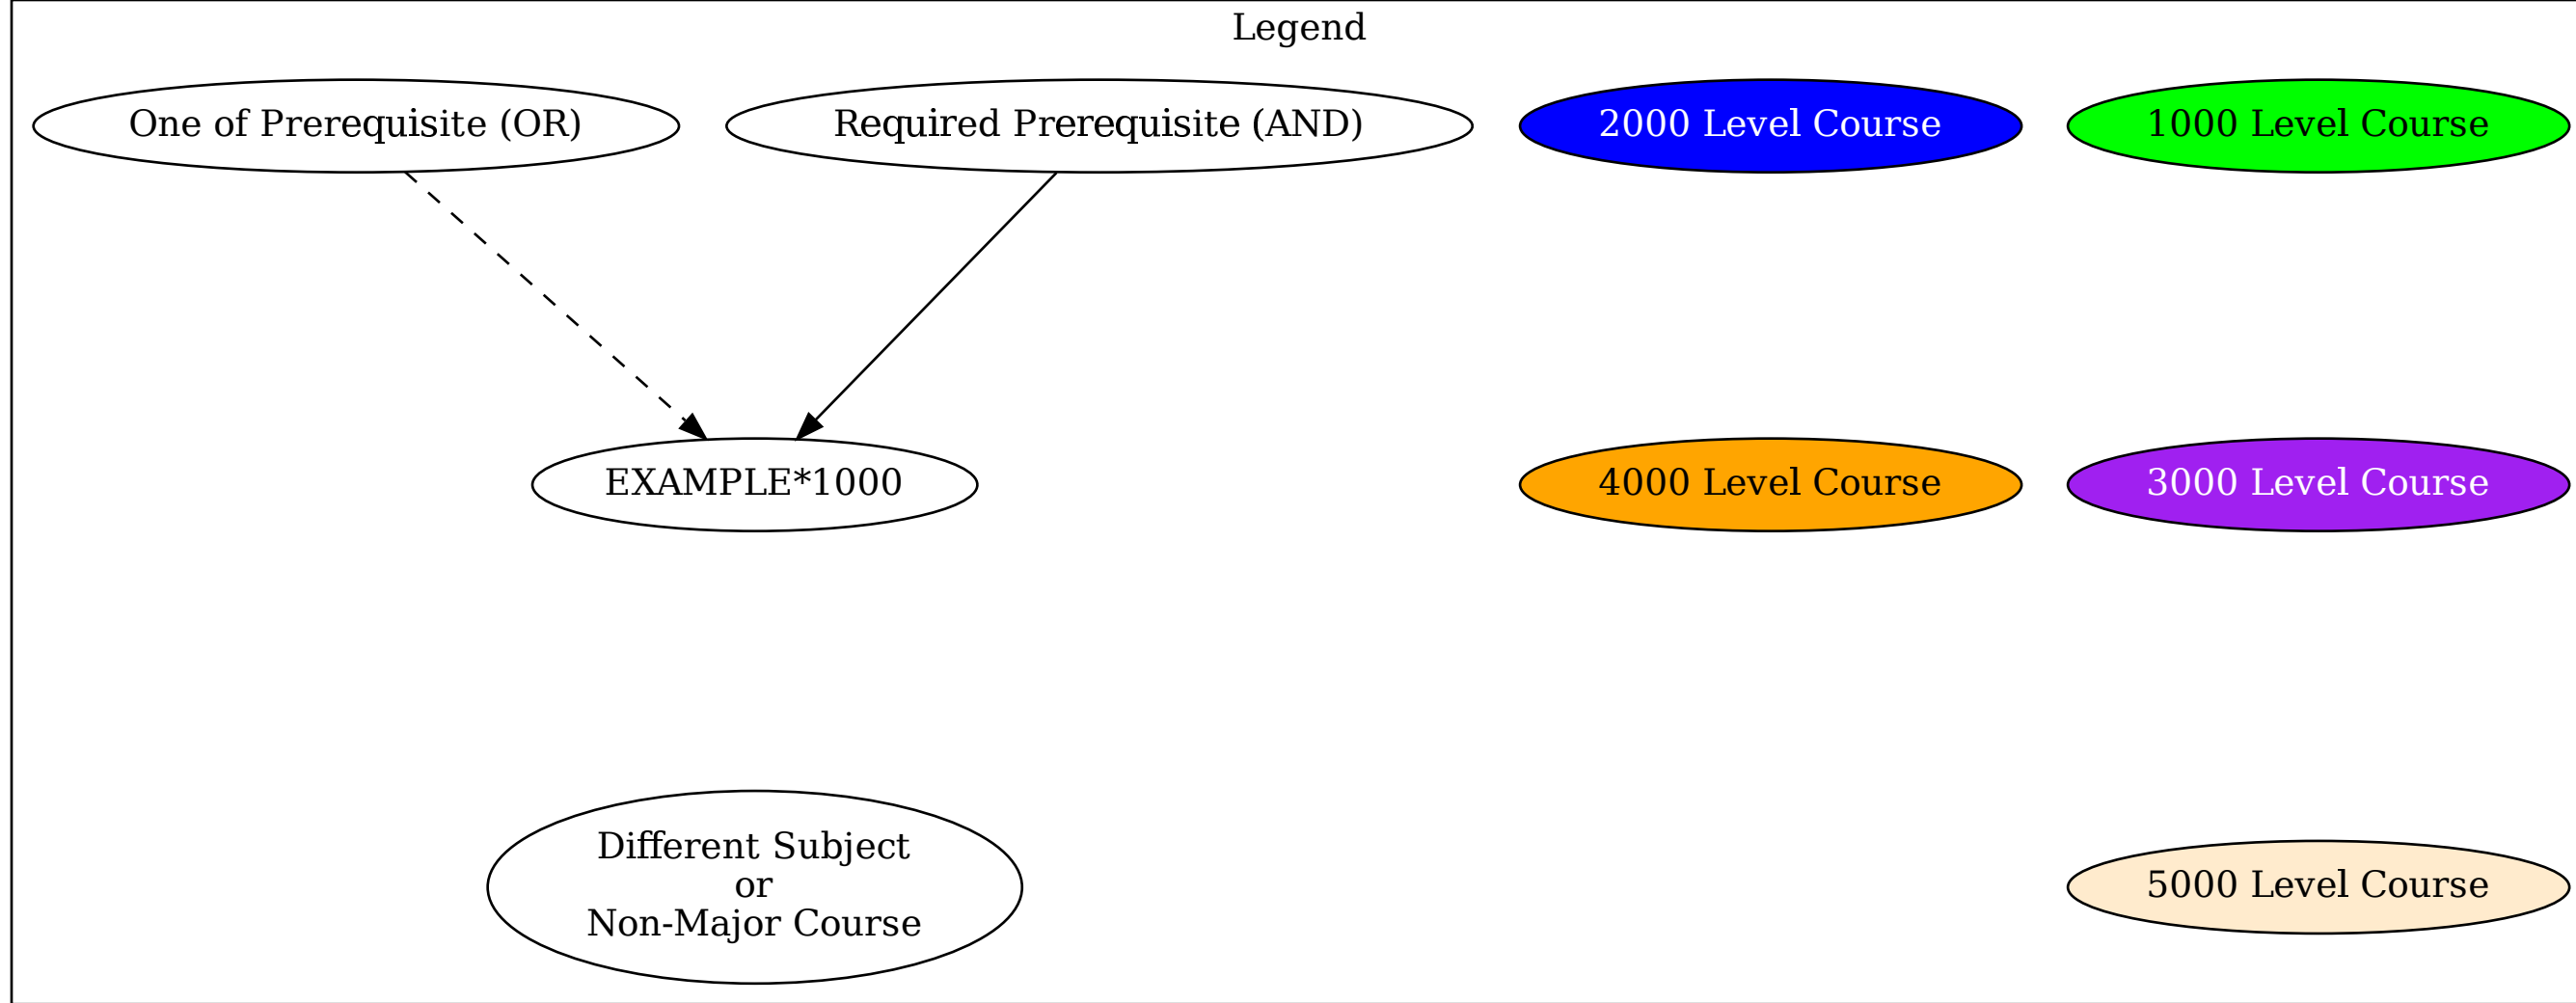 Legend
One of Prerequisite (OR)
Required Prerequisite (AND)
2000 Level Course
1000 Level Course
EXAMPLE*1000
4000 Level Course
3000 Level Course
Different Subject
or
Non-Major Course
5000 Level Course